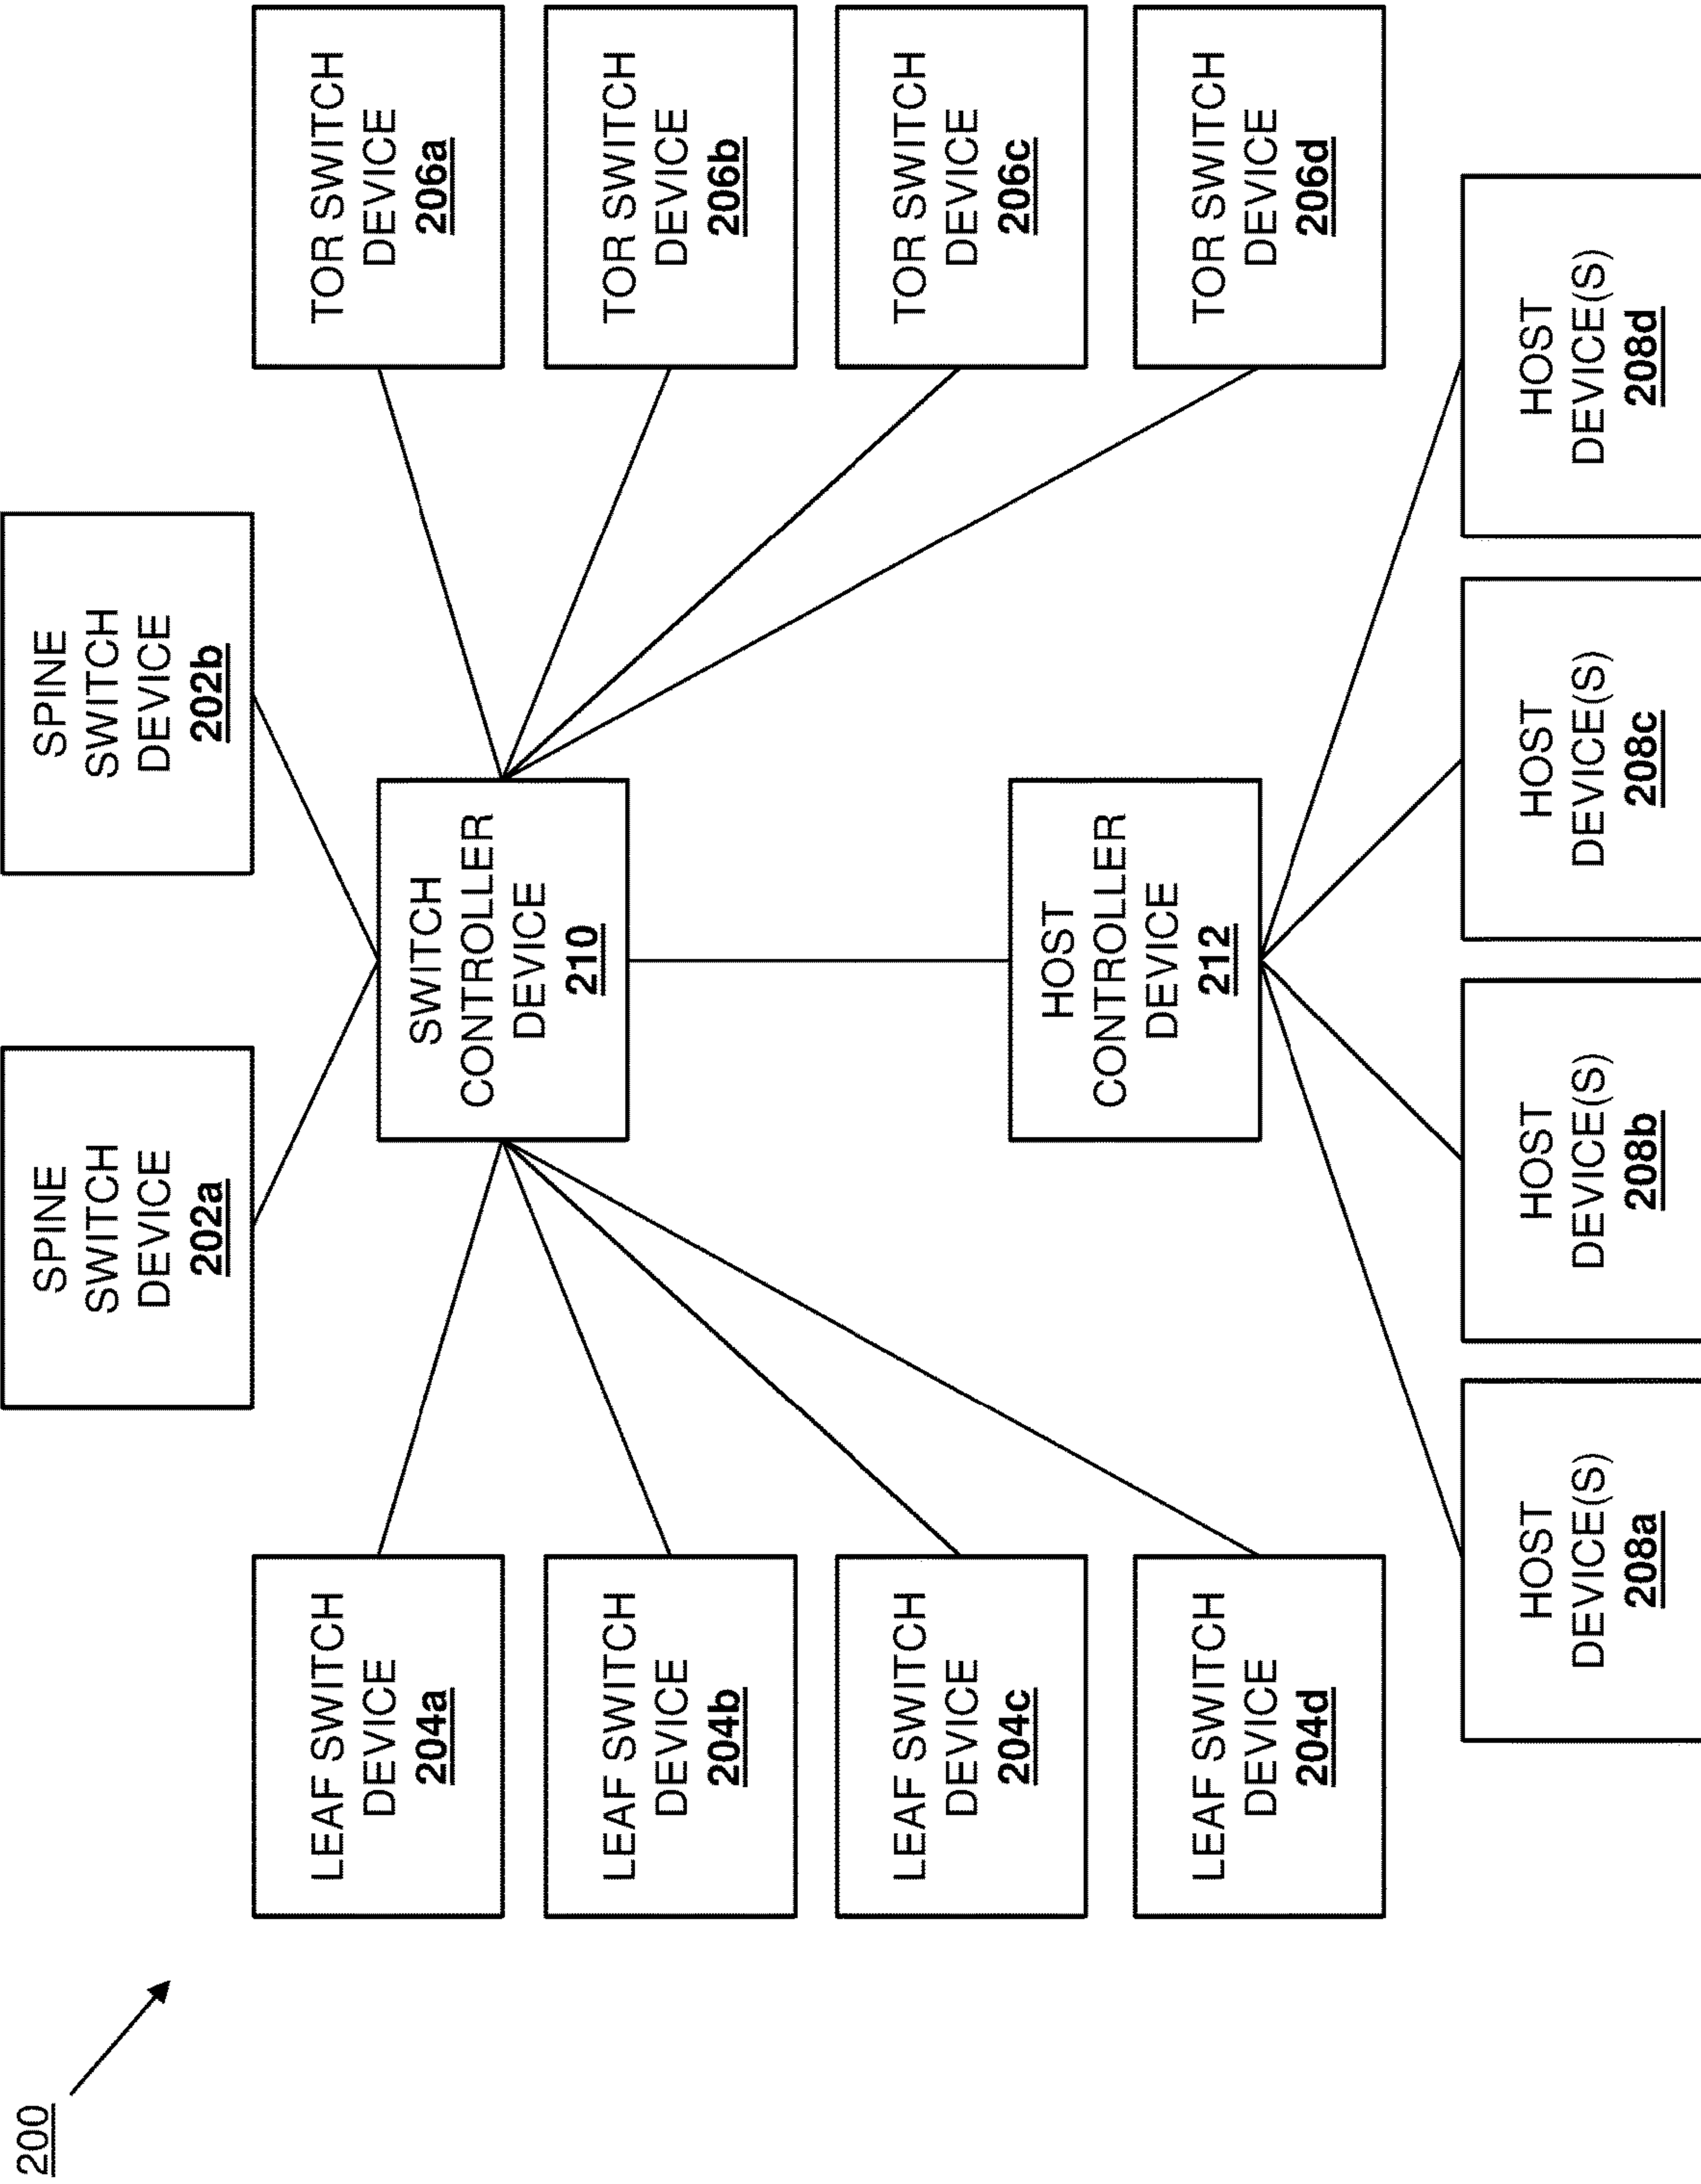 200
SPINE
SWITCH
DEVICE
202a
SPINE
SWITCH
DEVICE
202b
LEAF SWITCH
DEVICE
204a
LEAF SWITCH
DEVICE
204b
LEAF SWITCH
DEVICE
204c
LEAF SWITCH
DEVICE
204d
SWITCH
CONTROLLER
DEVICE
210
TOR SWITCH
DEVICE
206a
TOR SWITCH
DEVICE
206b
TOR SWITCH
DEVICE
206c
TOR SWITCH
DEVICE
206d
HOST
CONTROLLER
DEVICE
212
HOST
DEVICE(S)
208a
HOST
DEVICE(S)
208b
HOST
DEVICE(S)
208c
HOST
DEVICE(S)
208d